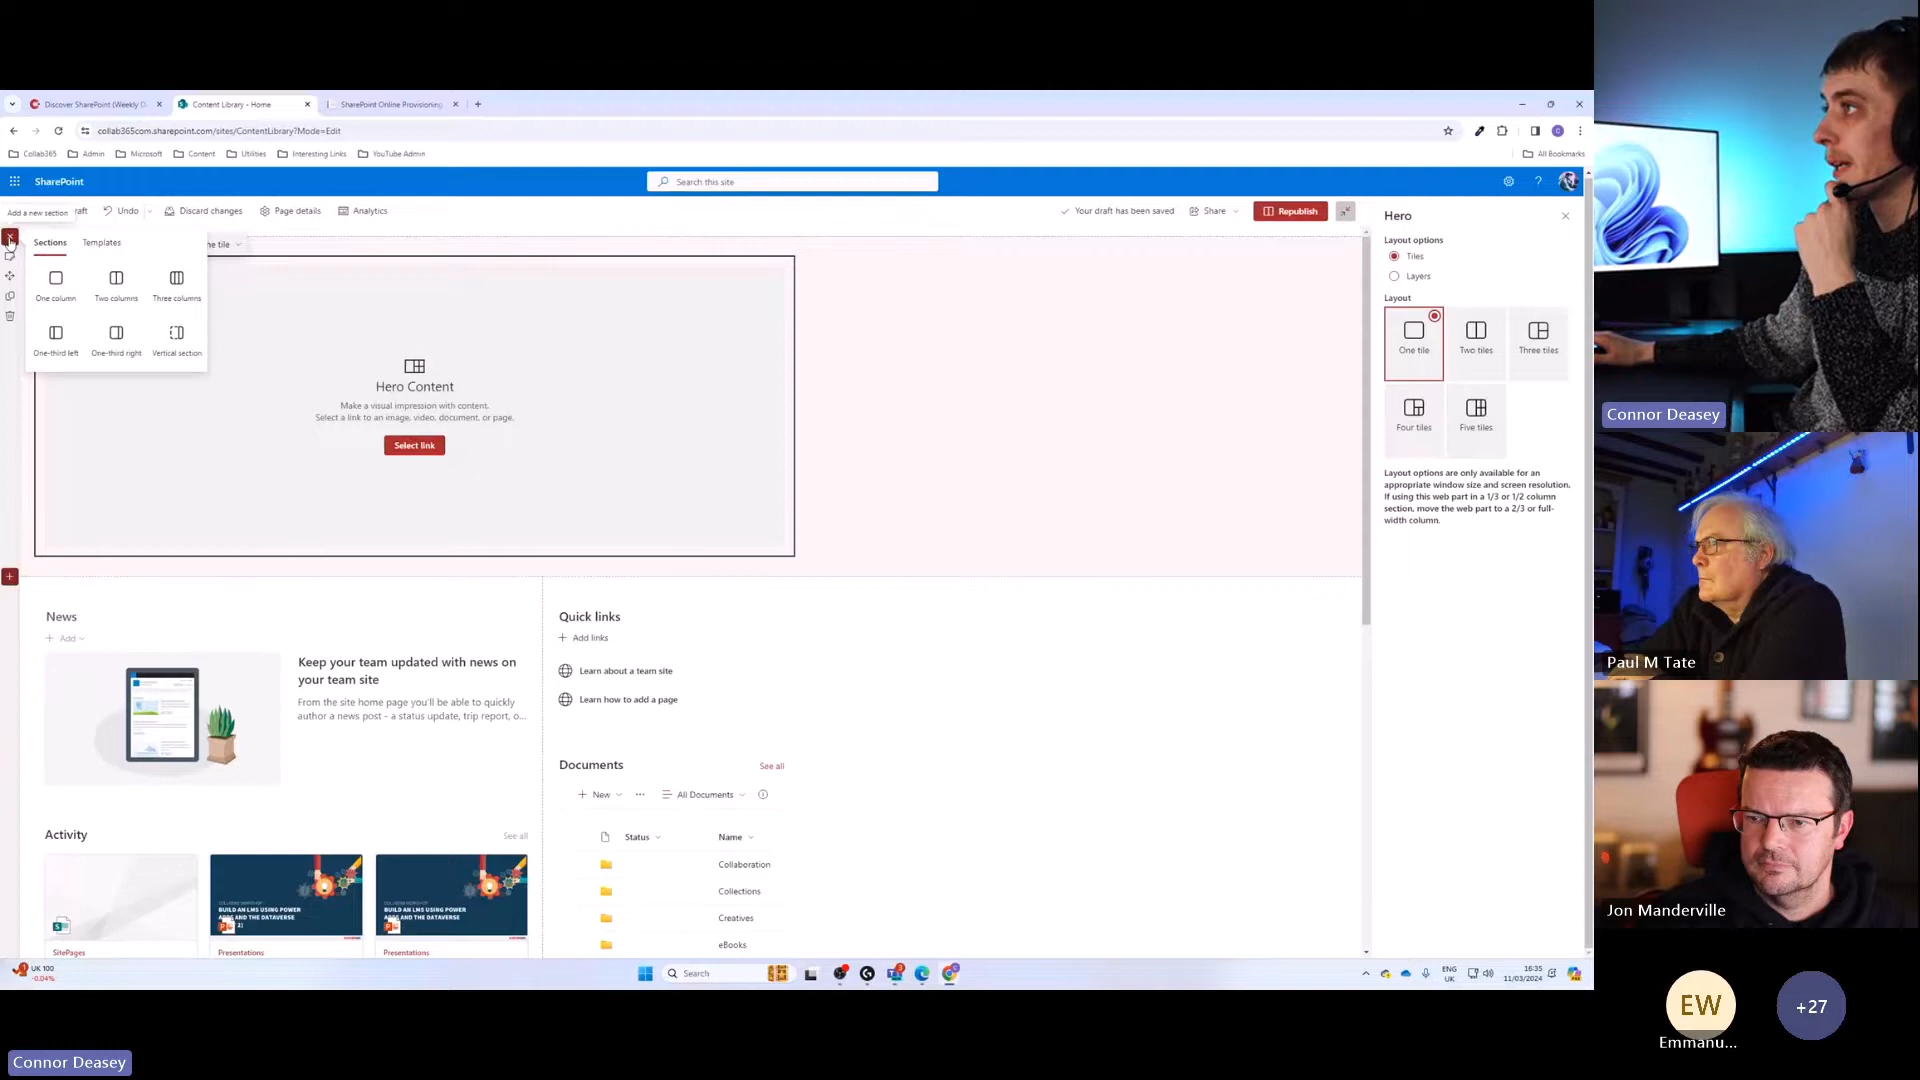 Discover SharePoint (Weekly D
Content Library - Home
SharePoint Online Provisioning
collab365com.sharepoint.com/sites/ContentLibrary?Mode=Edit
Collab365
Admin
Microsoft
Content
Utilities
Interesting Links
YouTube Admin
All Bookmarks
SharePoint
Search this site
Add a new section
raft
Undo
Discard changes
Page details
Analytics
Your draft has been saved
Share
Republish
Sections
Templates
ne tile
One column
Two columns
Three columns
One-third left
One-third right
Vertical section
Hero Content
Make a visual impression with content.
Select a link to an image, video, document, or page.
Select link
Hero
Layout options
Tiles
Layers
Layout
One tile
Two tiles
Three tiles
Four tiles
Five tiles
Layout options are only available for an
appropriate window size and screen resolution.
If using this web part in a 1/3 or 1/2 column
section, move the web part to a 2/3 or full-
width column.
News
Add
Keep your team updated with news on
your team site
From the site home page you'll be able to quickly
author a news post - a status update, trip report, o...
Quick links
Add links
Learn about a team site
Learn how to add a page
Documents
See all
New
All Documents
Status
Name
Collaboration
Collections
Creatives
eBooks
Activity
See all
BUILD AN LMS USING POWER
APPS AND THE DATAVERSE
BUILD AN LMS USING POWER
APPS AND THE DATAVERSE
SitePages
Presentations
Presentations
UK 100
-0.04%
Search
ENG
UK
16:35
11/03/2024
Connor Deasey
Paul M Tate
Jon Manderville
EW
Emmanu...
+27
Connor Deasey